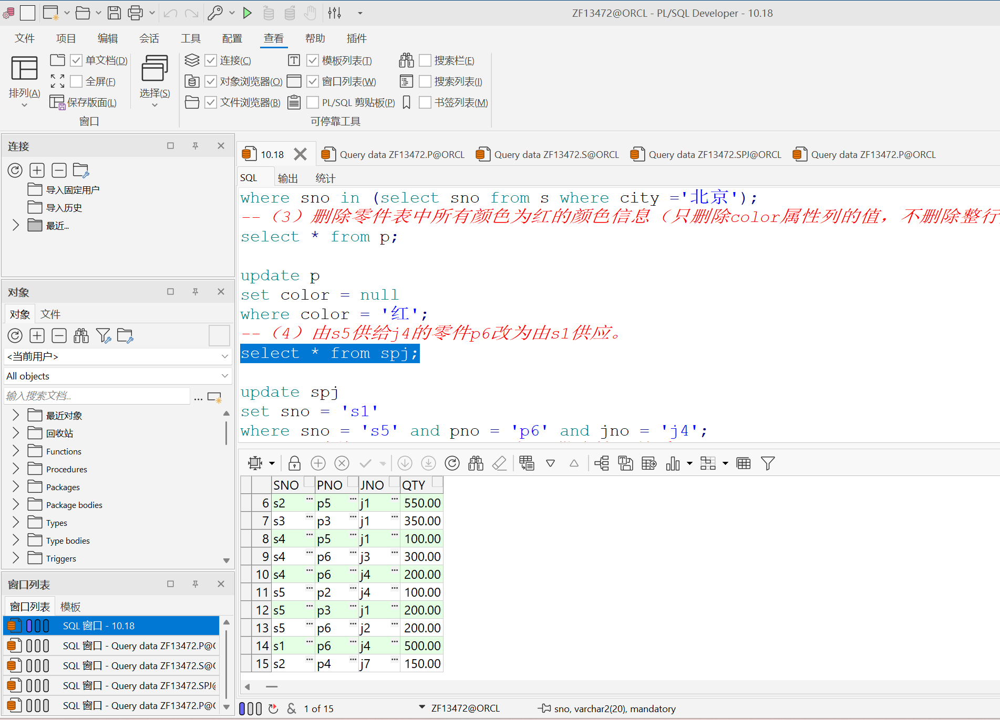 ZF13472@ORCL - PL/SQL Developer - 10.18
文件 项目 编辑 会话 工具 配置 查看 帮助 插件
排列(A)
单文档(D)
全屏(F)
保存版面(L)
选择(S)
窗口
连接(C)
对象浏览器(O)
文件浏览器(B)
模板列表(T)
窗口列表(W)
PL/SQL 剪贴板(P)
搜索栏(E)
搜索列表(I)
书签列表(M)
可停靠工具
连接
导入固定用户
导入历史
最近...
对象
对象 文件
<当前用户>
All objects
输入搜索文档...
最近对象
回收站
Functions
Procedures
Packages
Package bodies
Types
Type bodies
Triggers
窗口列表
窗口列表 模板
SQL 窗口 - 10.18
SQL 窗口 - Query data ZF13472.P@
SQL 窗口 - Query data ZF13472.S@
SQL 窗口 - Query data ZF13472.SPJ
SQL 窗口 - Query data ZF13472.P@
10.18 Query data ZF13472.P@ORCL Query data ZF13472.S@ORCL Query data ZF13472.SPJ@ORCL Query data ZF13472.P@ORCL
SQL 输出 统计
where sno in (select sno from s where city ='北京');
--（3）删除零件表中所有颜色为红的颜色信息（只删除color属性列的值，不删除整行
select * from p;
update p
set color = null
where color = '红';
--（4）由s5供给j4的零件p6改为由s1供应。
select * from spj;
update spj
set sno = 's1'
where sno = 's5' and pno = 'p6' and jno = 'j4';
SNO PNO JNO QTY
6 s2 p5 j1 550.00
7 s3 p3 j1 350.00
8 s4 p5 j1 100.00
9 s4 p6 j3 300.00
10 s4 p6 j4 200.00
11 s5 p2 j4 100.00
12 s5 p3 j1 200.00
13 s5 p6 j2 200.00
14 s1 p6 j4 500.00
15 s2 p4 j7 150.00
& 1 of 15 ZF13472@ORCL sno, varchar2(20), mandatory